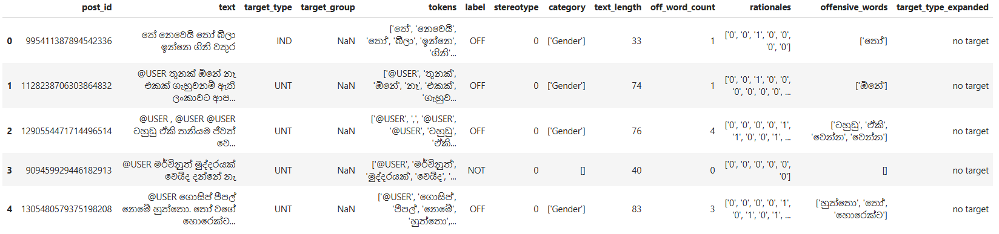 post_id text target_type target_group tokens label stereotype category text_length off_word_count rationales offensive_words target_type_expanded
0 995411387894542336 තේ නෙවෙයි තෝ බීලා ඉන්නෙ ගිනි වතුර IND NaN ['තේ', 'නෙවෙයි', 'තෝ', 'බීලා', 'ඉන්නෙ', 'ගිනි'... OFF 0 ['Gender'] 33 1 ['0', '0', '1', '0', '0', '0', '0'] ['තෝ'] no target
1 1128238706303864832 @USER තුනක් ඕනේ නෑ එකක් ගැහුවනම් ඇති ලංකාවට ආප... UNT NaN ['@USER', 'තුනක්', 'ඕනේ', 'නෑ', 'එකක්', 'ගැහුව... OFF 0 ['Gender'] 74 1 ['0', '0', '1', '0', '0', '0', '0', '0', '0', ... ['ඕනේ'] no target
2 1290554471714496514 @USER , @USER @USER ටහුඩු ඒකි තනියම ජීවත් වෙ... UNT NaN ['@USER', ',', '@USER', '@USER', 'ටහුඩු', 'ඒකි... OFF 0 ['Gender'] 76 4 ['0', '0', '0', '0', '1', '1', '0', '0', '1', ... ['ටහුඩු', 'ඒකි', 'වෙන්න', 'වෙන්න'] no target
3 909459929446182913 @USER මර්වින්ටත් මුද්දරයක් වෙයිද දන්නේ නැ UNT NaN ['@USER', 'මර්විනුත්', 'මුද්දරයක්', 'වෙයිද', '... NOT 0 [] 40 0 ['0', '0', '0', '0', '0', '0'] [] no target
4 1305480579375198208 @USER ගොසිප් පීපල් නෙමේ හුත්තො. තෝ වගේ හොරෙක්ට... UNT NaN ['@USER', 'ගොසිප්', 'පීපල්', 'නෙමේ', 'හුත්තො',... OFF 0 ['Gender'] 83 3 ['0', '0', '0', '0', '1', '0', '1', '0', '1', ... ['හුත්තො', 'තෝ', 'හොරෙක්ට'] no target